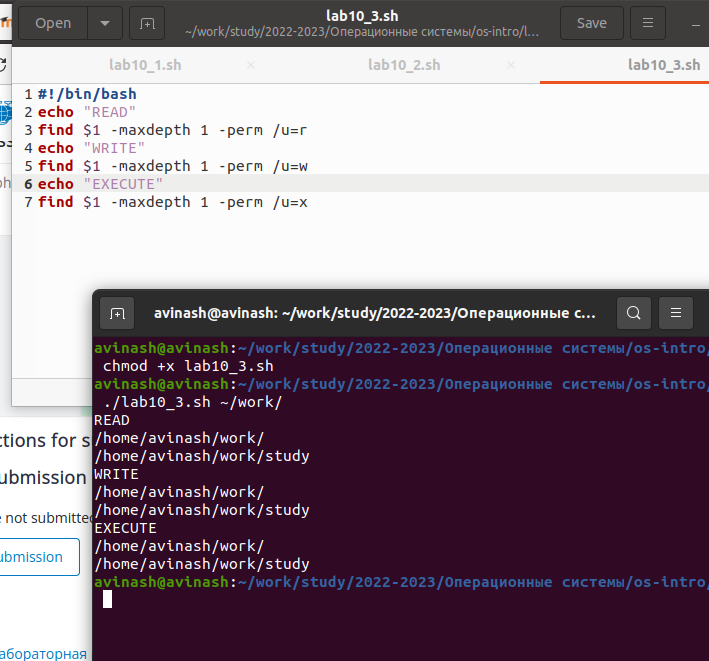 Open
lab10_3.sh
~/work/study/2022-2023/Операционные системы/os-intro/l...
Save
lab10_1.sh
lab10_2.sh
lab10_3.sh
1 #!/bin/bash
2 echo "READ"
3 find $1 -maxdepth 1 -perm /u=r
4 echo "WRITE"
5 find $1 -maxdepth 1 -perm /u=w
6 echo "EXECUTE"
7 find $1 -maxdepth 1 -perm /u=x
avinash@avinash: ~/work/study/2022-2023/Операционные с...
avinash@avinash:~/work/study/2022-2023/Операционные системы/os-intro/
chmod +x lab10_3.sh
avinash@avinash:~/work/study/2022-2023/Операционные системы/os-intro/
./lab10_3.sh ~/work/
READ
/home/avinash/work/
/home/avinash/work/study
WRITE
/home/avinash/work/
/home/avinash/work/study
EXECUTE
/home/avinash/work/
/home/avinash/work/study
avinash@avinash:~/work/study/2022-2023/Операционные системы/os-intro/
ctions for s
ubmission
not submitted
ubmission
абораторная